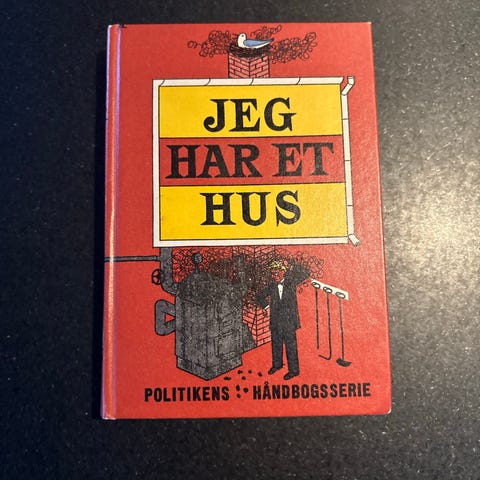 JEG
HAR ET
HUS
POLITIKENS HÅNDBOGSSERIE